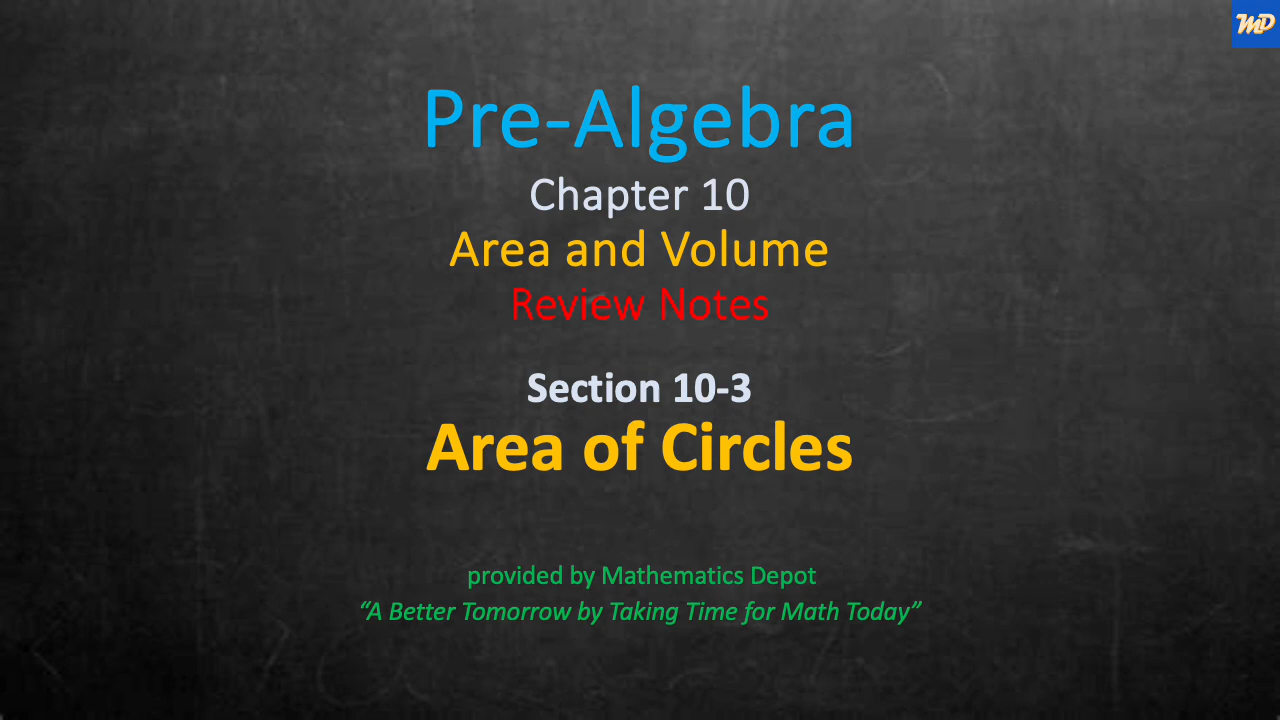 MD
Pre-Algebra
Chapter 10
Area and Volume
Review Notes
Section 10-3
Area of Circles
provided by Mathematics Depot
“A Better Tomorrow by Taking Time for Math Today”